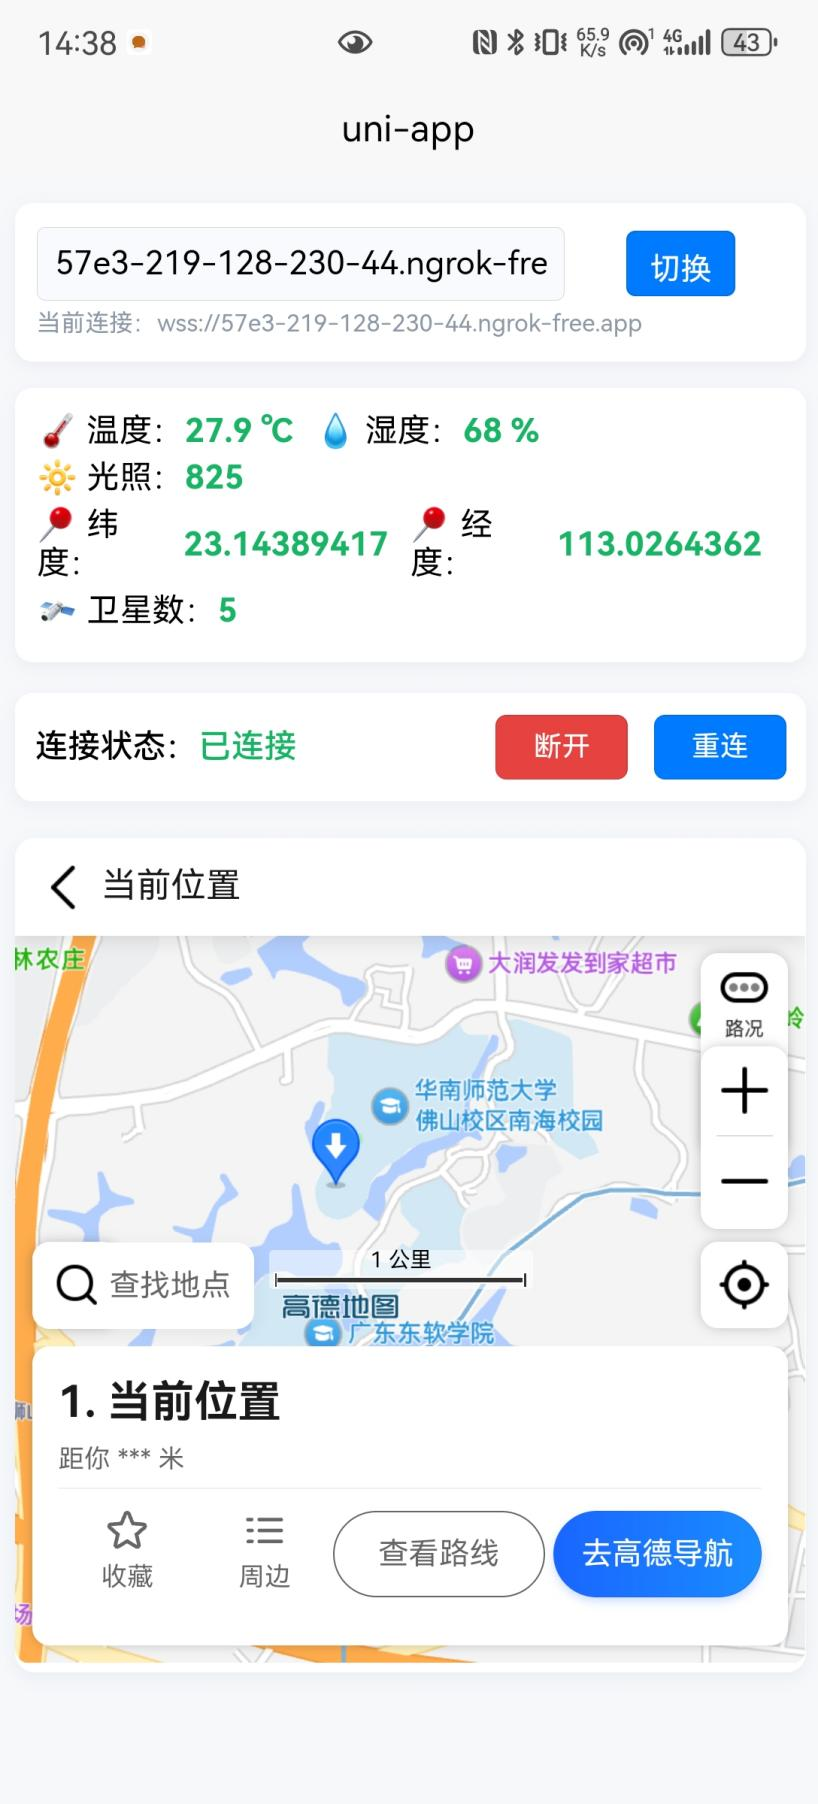 14:38
65.9 K/s
1
4G
43
uni-app
57e3-219-128-230-44.ngrok-fre
切换
当前连接：wss://57e3-219-128-230-44.ngrok-free.app
温度：27.9 ℃ 湿度：68 %
光照：825
纬度：23.14389417 经度：113.0264362
卫星数：5
连接状态：已连接
断开
重连
当前位置
林农庄
大润发发到家超市
路况
岭
华南师范大学
佛山校区南海校园
查找地点
1 公里
高德地图
广东东软学院
1. 当前位置
距你 *** 米
收藏
周边
查看路线
去高德导航
场